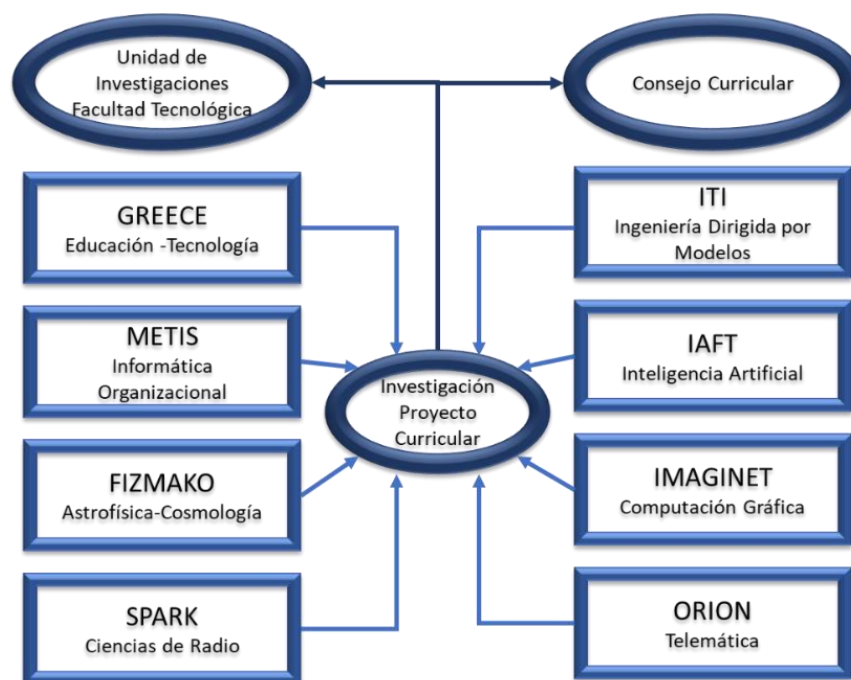 Unidad de
Investigaciones
Facultad Tecnológica
Consejo Curricular
GREECE
Educación -Tecnología
ITI
Ingeniería Dirigida por
Modelos
METIS
Informática
Organizacional
IAFT
Inteligencia Artificial
Investigación
Proyecto
Curricular
FIZMAKO
Astrofísica-Cosmología
IMAGINET
Computación Gráfica
SPARK
Ciencias de Radio
ORION
Telemática